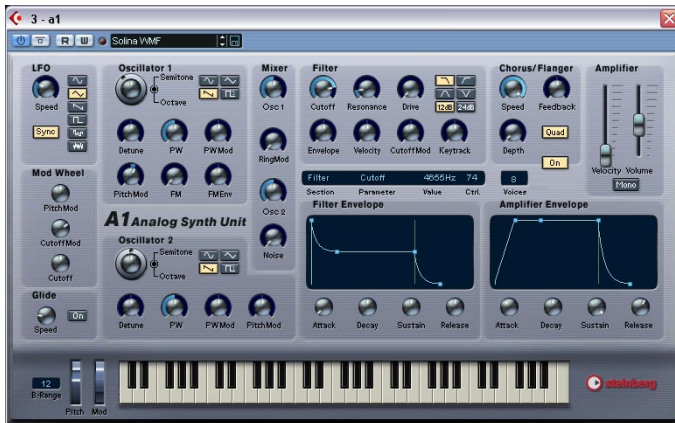 3 - a1
R W Solina WMF
LFO
Speed
Sync
Mod Wheel
PitchMod
CutoffMod
Cutoff
Glide
Speed On
Oscillator 1
Semitone
Octave
Detune PW PWMod
PitchMod FM FMEnv
A1 Analog Synth Unit
Oscillator 2
Semitone
Octave
Detune PW PWMod PitchMod
Mixer
Osc 1
RingMod
Osc 2
Noise
Filter
Cutoff Resonance Drive 12dB 24dB
Envelope Velocity CutoffMod Keytrack
Filter Cutoff 4655Hz 74
Section Parameter Value Ctrl.
Chorus/Flanger
Speed Feedback
Quad
Depth
On
8
Voices
Amplifier
Velocity Volume
Mono
Filter Envelope
Attack Decay Sustain Release
Amplifier Envelope
Attack Decay Sustain Release
12
B.-Range
Pitch Mod
steinberg